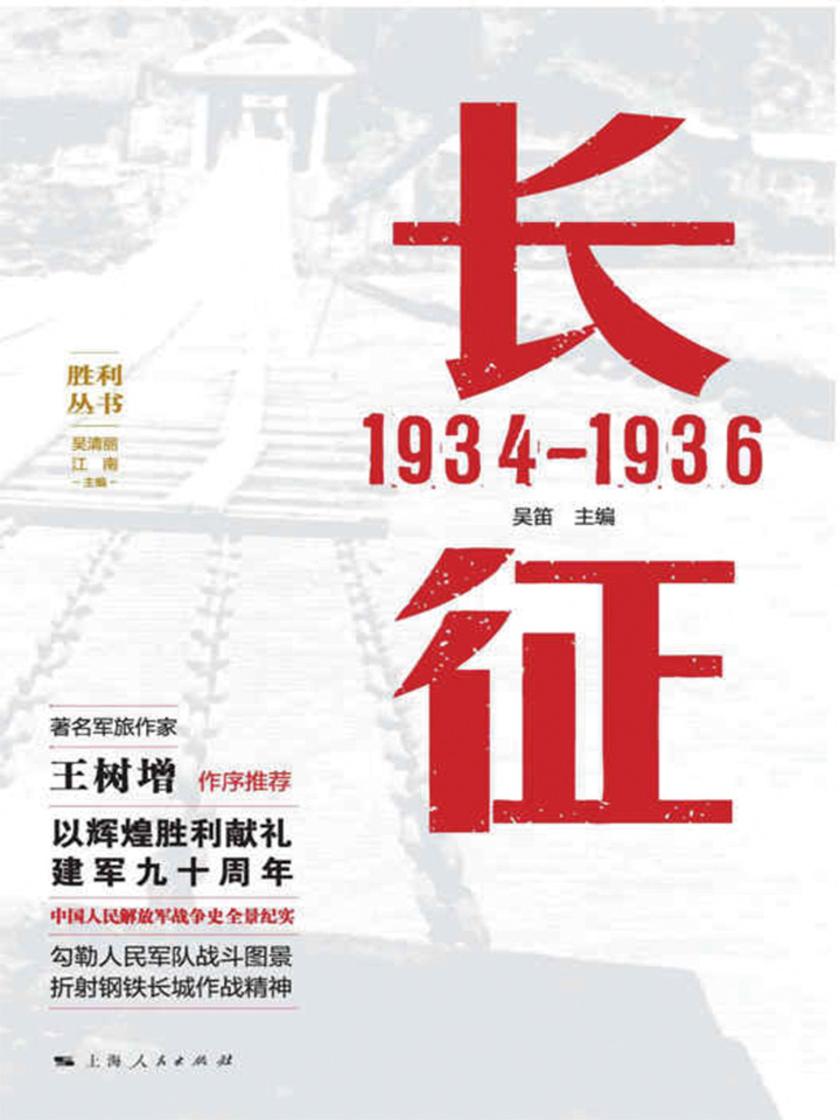 长
1934-1936
吴笛 主编
征
胜利
丛书
吴清丽
江南
－主编－
著名军旅作家
王树增 作序推荐
以辉煌胜利献礼
建军九十周年
中国人民解放军战争史全景纪实
勾勒人民军队战斗图景
折射钢铁长城作战精神
上海人民出版社